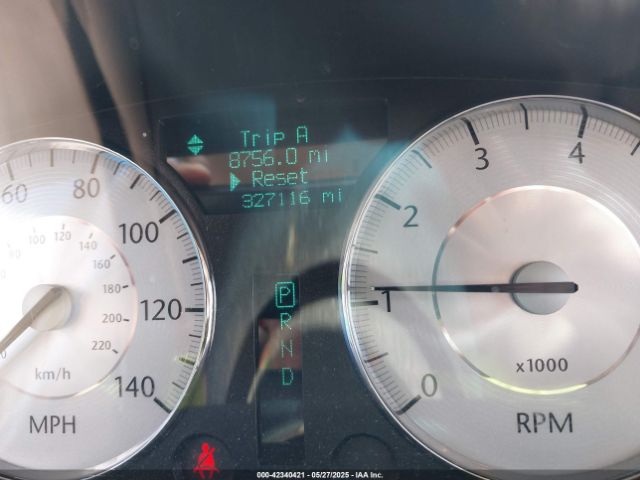 Trip A
8756.0 mi
Reset
327116 mi
60
80
100
120
140
MPH
100
120
140
160
180
200
220
km/h
P
R
N
D
0
1
2
3
4
x1000
RPM
000-42340421 - 05/27/2025 - IAA Inc.